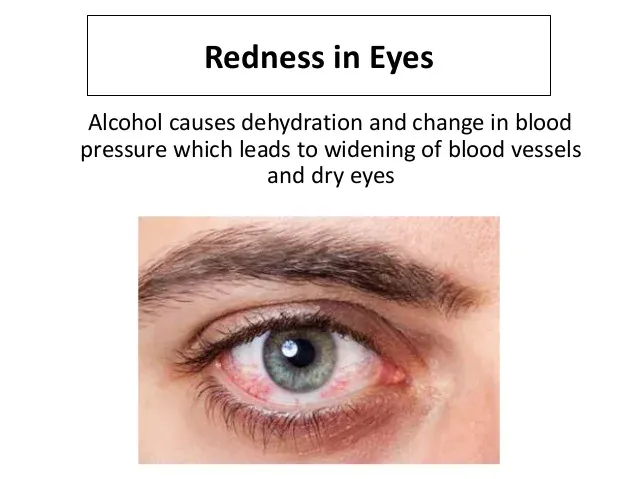 Redness in Eyes
Alcohol causes dehydration and change in blood
pressure which leads to widening of blood vessels
and dry eyes